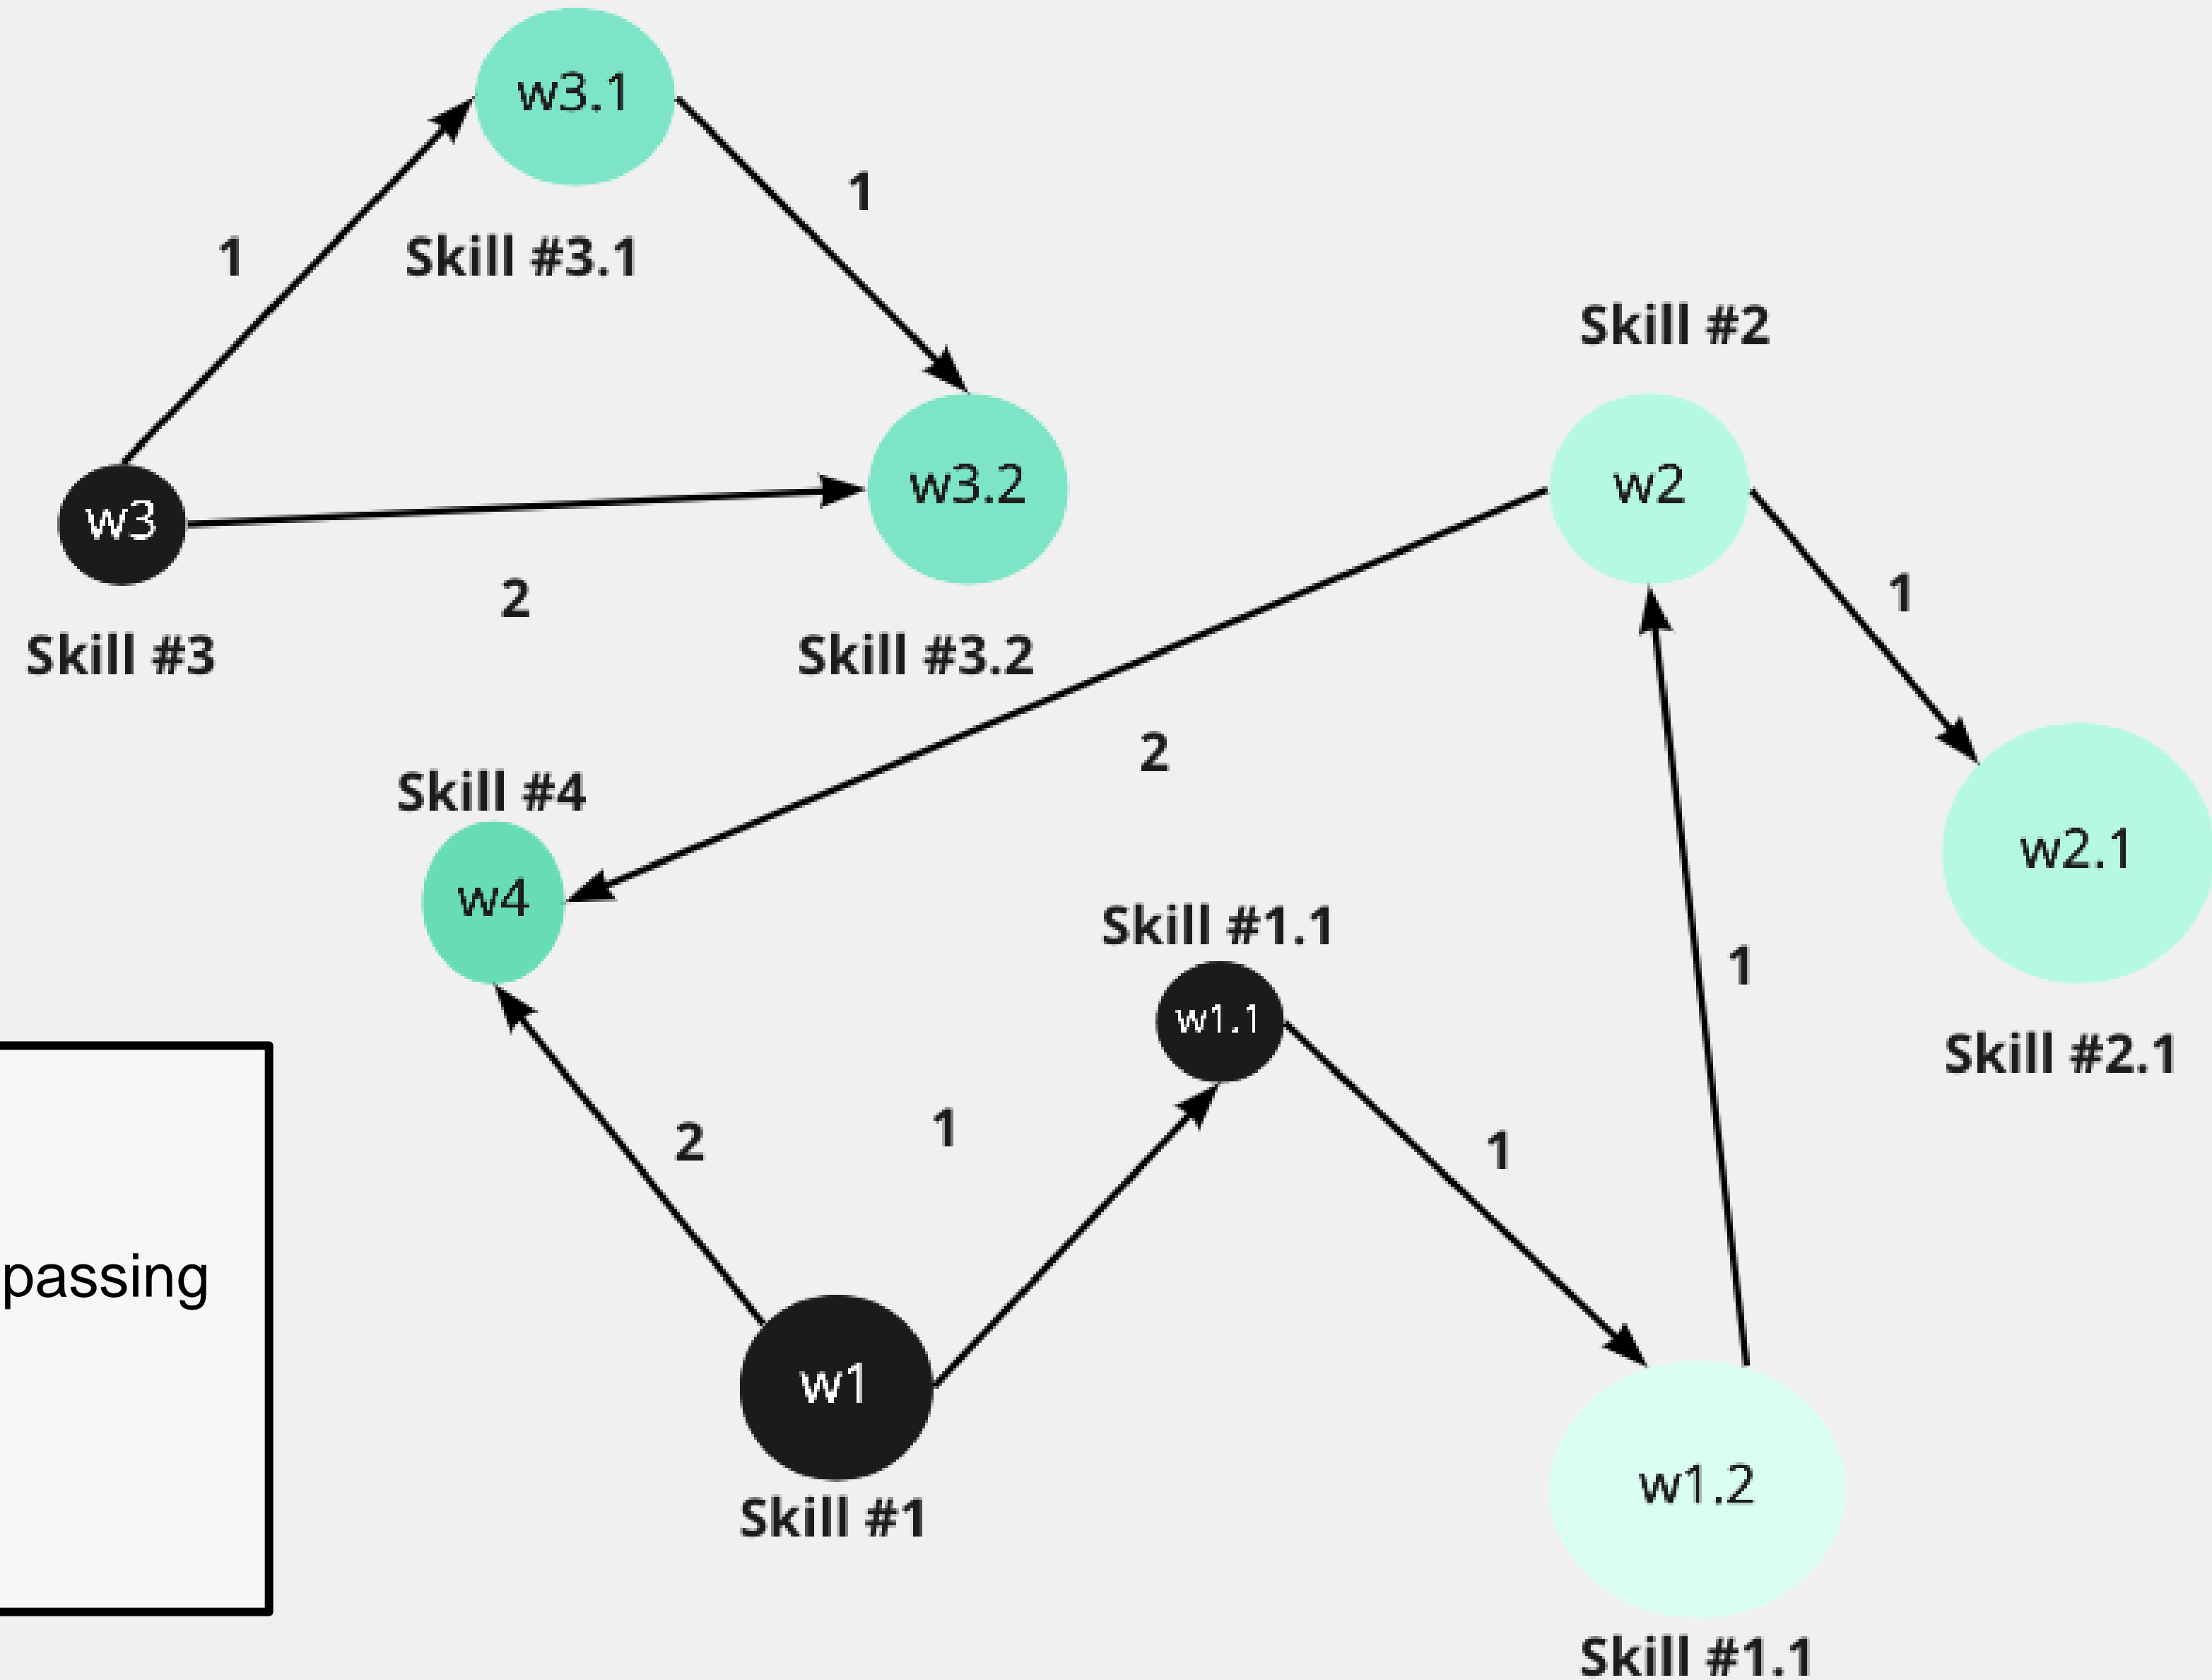 w3.1
1
1
Skill #3.1
Skill #2
w3
w3.2
w2
2
1
Skill #3
Skill #3.2
2
Skill #4
w2.1
w4
Skill #1.1
1
w1.1
Skill #2.1
2
1
1
passing
w1
w1.2
Skill #1
Skill #1.1